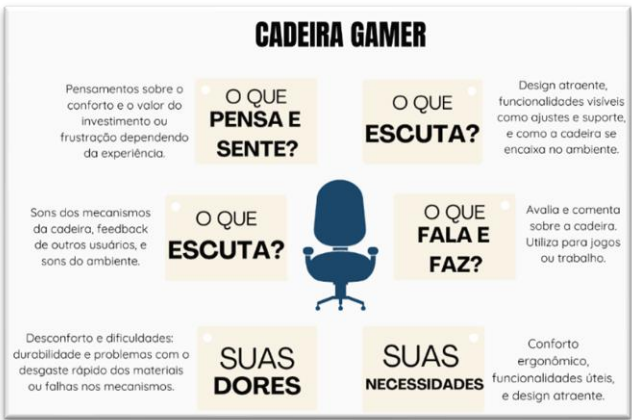 CADEIRA GAMER
Pensamentos sobre o
conforto e o valor do
investimento ou
frustração dependendo
da experiência.
O QUE
PENSA E
SENTE?
O QUE
ESCUTA?
Design atraente,
funcionalidades visíveis
como ajustes e suporte,
e como a cadeira se
encaixa no ambiente.
Sons dos mecanismos
da cadeira, feedback
de outros usuários, e
sons do ambiente.
O QUE
ESCUTA?
O QUE
FALA E
FAZ?
Avalia e comenta
sobre a cadeira.
Utiliza para jogos
ou trabalho.
Desconforto e dificuldades:
durabilidade e problemas com o
desgaste rápido dos materiais
ou falhas nos mecanismos.
SUAS
DORES
SUAS
NECESSIDADES
Conforto
ergonômico,
funcionalidades úteis,
e design atraente.